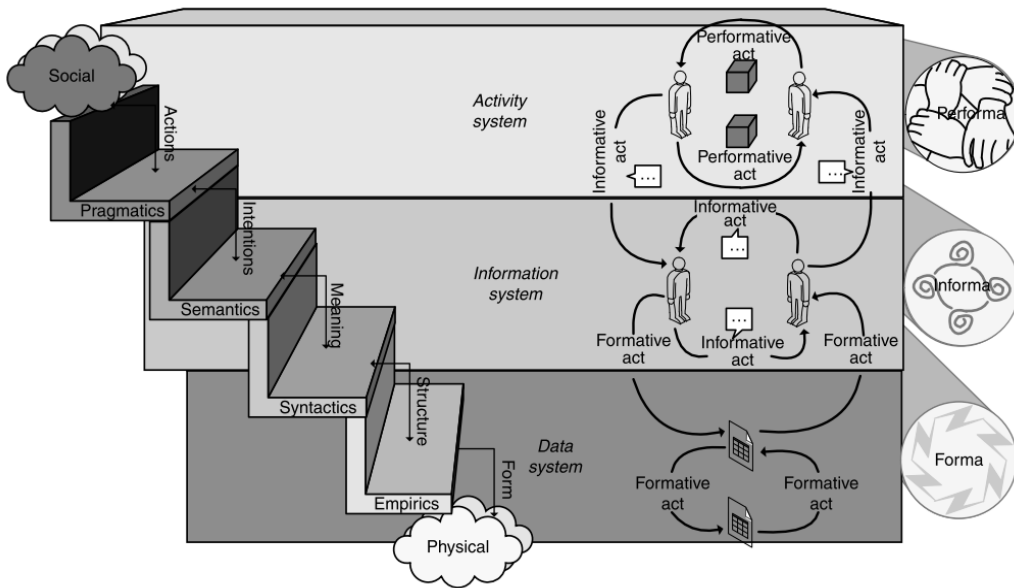 Social
Actions
Pragmatics
Intentions
Semantics
Meaning
Syntactics
Structure
Empirics
Form
Physical
Activity
system
Performative
act
Performative
act
Informative
act
...
Informative
act
...
Performa
Information
system
Informative
act
...
...
Informative
act
Formative
act
Formative
act
Informa
Data
system
Formative
act
Formative
act
Forma